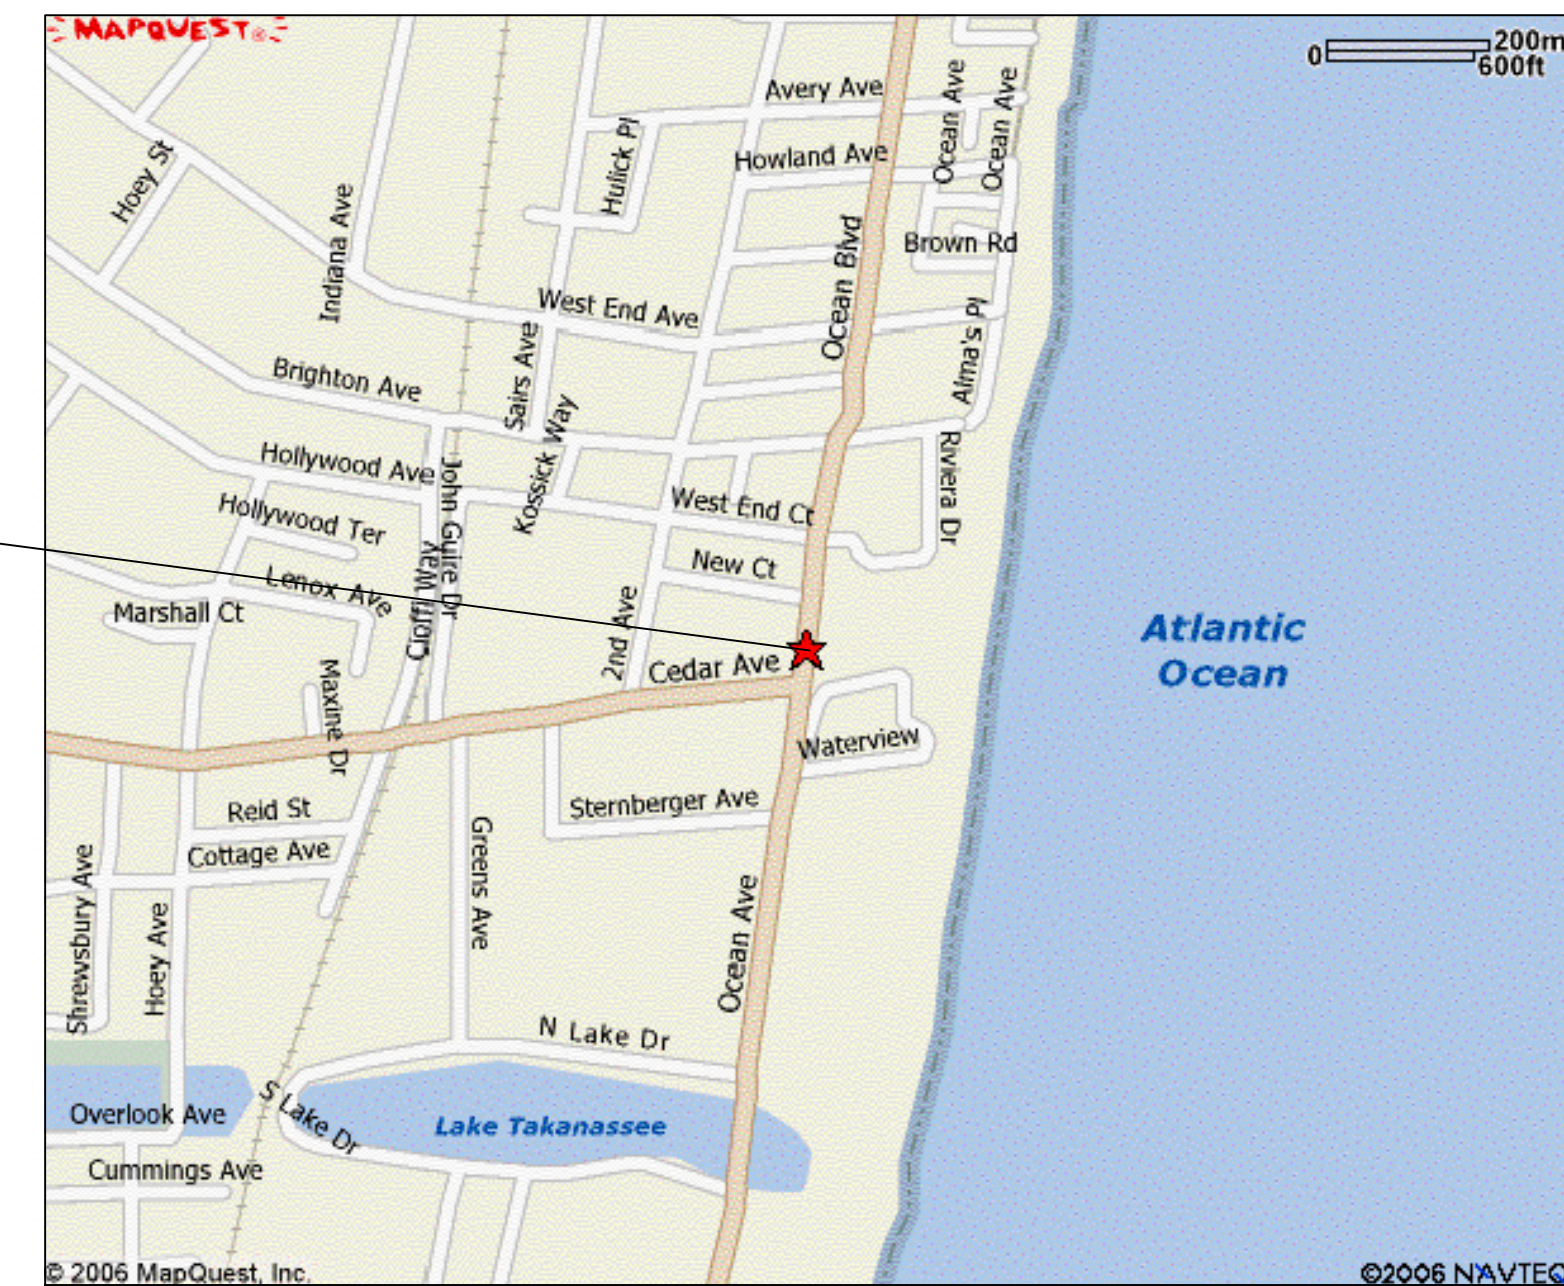 MAPQUEST®
0 200m
600ft
Avery Ave
Ocean Ave
Ocean Ave
Hoey St
Hulick Pl
Howland Ave
Indiana Ave
Ocean Blvd
Brown Rd
West End Ave
Sairs Ave
Alma's Pl
Brighton Ave
Kossick Way
Hollywood Ave
John Guire Dr
Riviera Dr
West End Ct
Hollywood Ter
Cioffi Way
New Ct
Lenox Ave
Marshall Ct
2nd Ave
Cedar Ave
Atlantic
Ocean
Maxine Dr
Waterview
Reid St
Sternberger Ave
Cottage Ave
Greens Ave
Shrewsbury Ave
Hoey Ave
Ocean Ave
N Lake Dr
S Lake Dr
Overlook Ave
Lake Takanassee
Cummings Ave
© 2006 MapQuest, Inc.
©2006 NAVTEQ